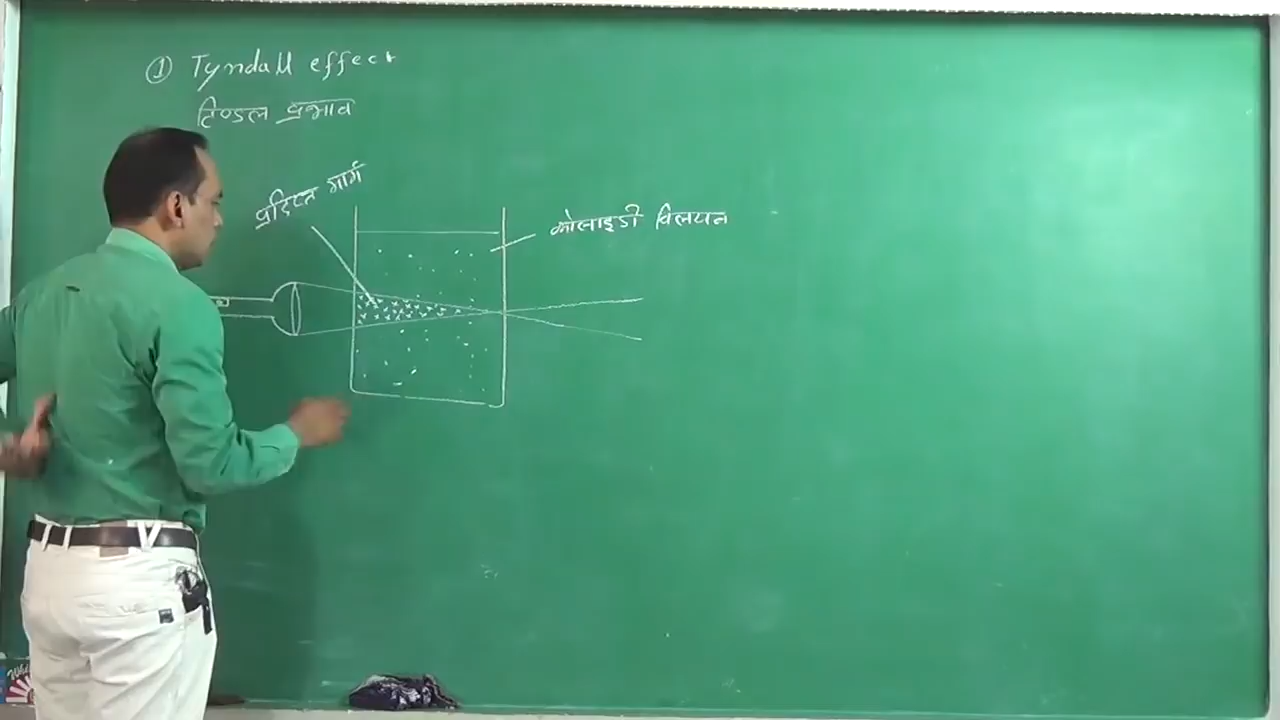 ① Tyndall effect
टिण्डल प्रभाव
प्रदिप्त मार्ग
कोलाइडी विलयन